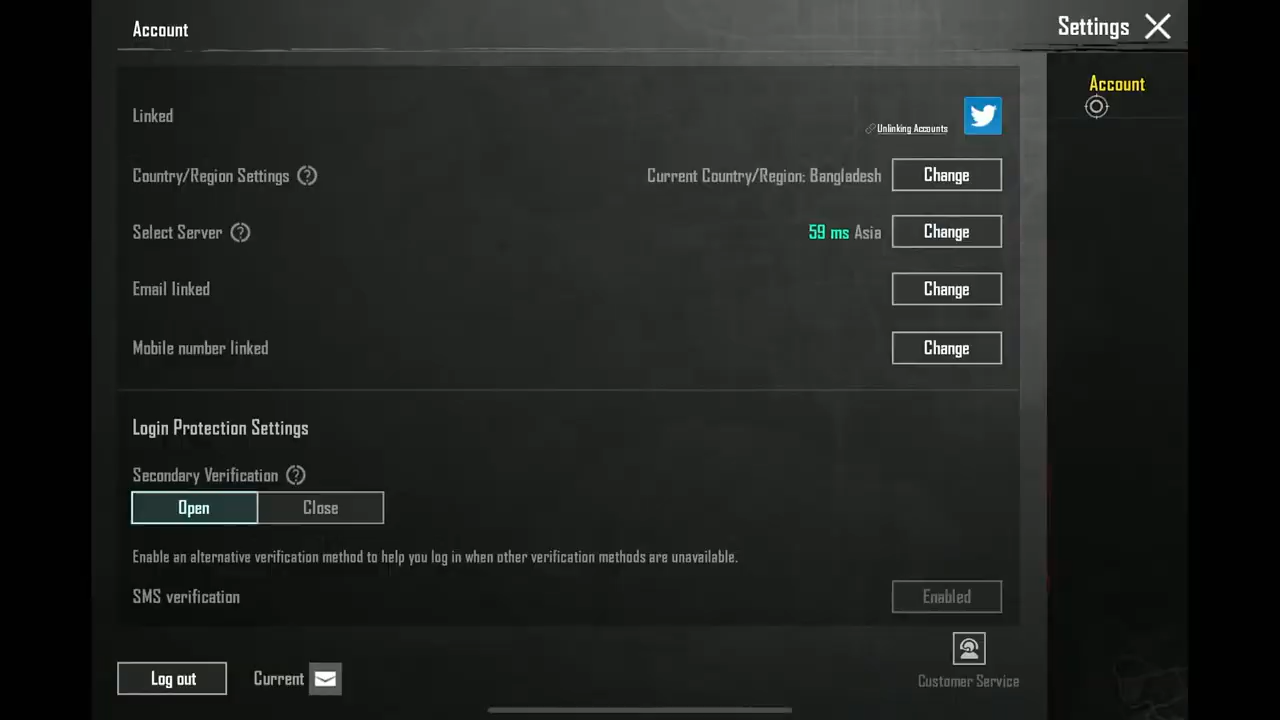 Account
Settings
Account
Linked
Unlinking Accounts
Country/Region Settings
Current Country/Region: Bangladesh
Change
Select Server
59 ms Asia
Change
Email linked
Change
Mobile number linked
Change
Login Protection Settings
Secondary Verification
Open
Close
Enable an alternative verification method to help you log in when other verification methods are unavailable.
SMS verification
Enabled
Log out
Current
Customer Service